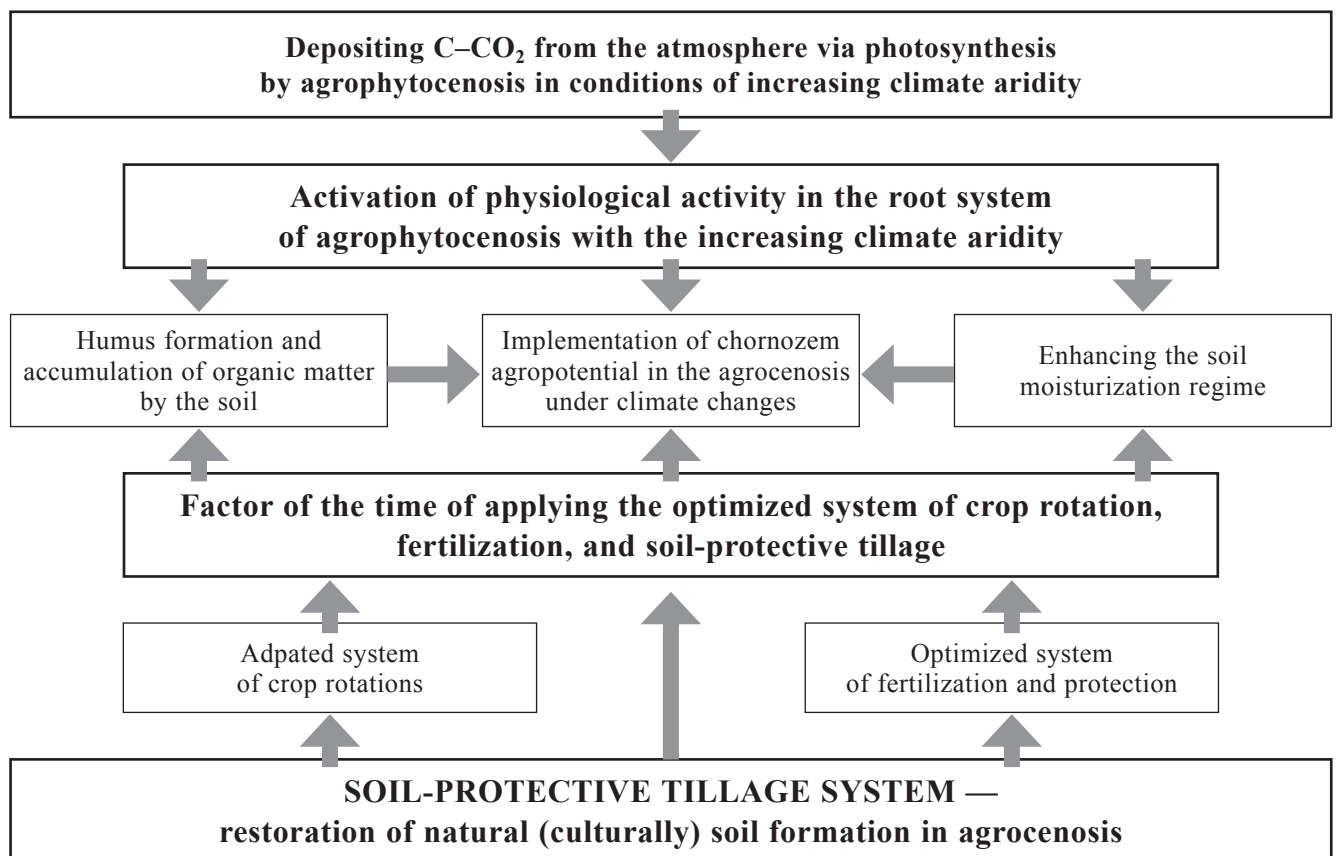 Depositing C–CO₂ from the atmosphere via photosynthesis
by agrophytocenosis in conditions of increasing climate aridity
Activation of physiological activity in the root system
of agrophytocenosis with the increasing climate aridity
Humus formation and
accumulation of organic matter
by the soil
Implementation of chornozem
agropotential in the agrocenosis
under climate changes
Enhancing the soil
moisturization regime
Factor of the time of applying the optimized system of crop rotation,
fertilization, and soil-protective tillage
Adpated system
of crop rotations
Optimized system
of fertilization and protection
SOIL-PROTECTIVE TILLAGE SYSTEM —
restoration of natural (culturally) soil formation in agrocenosis